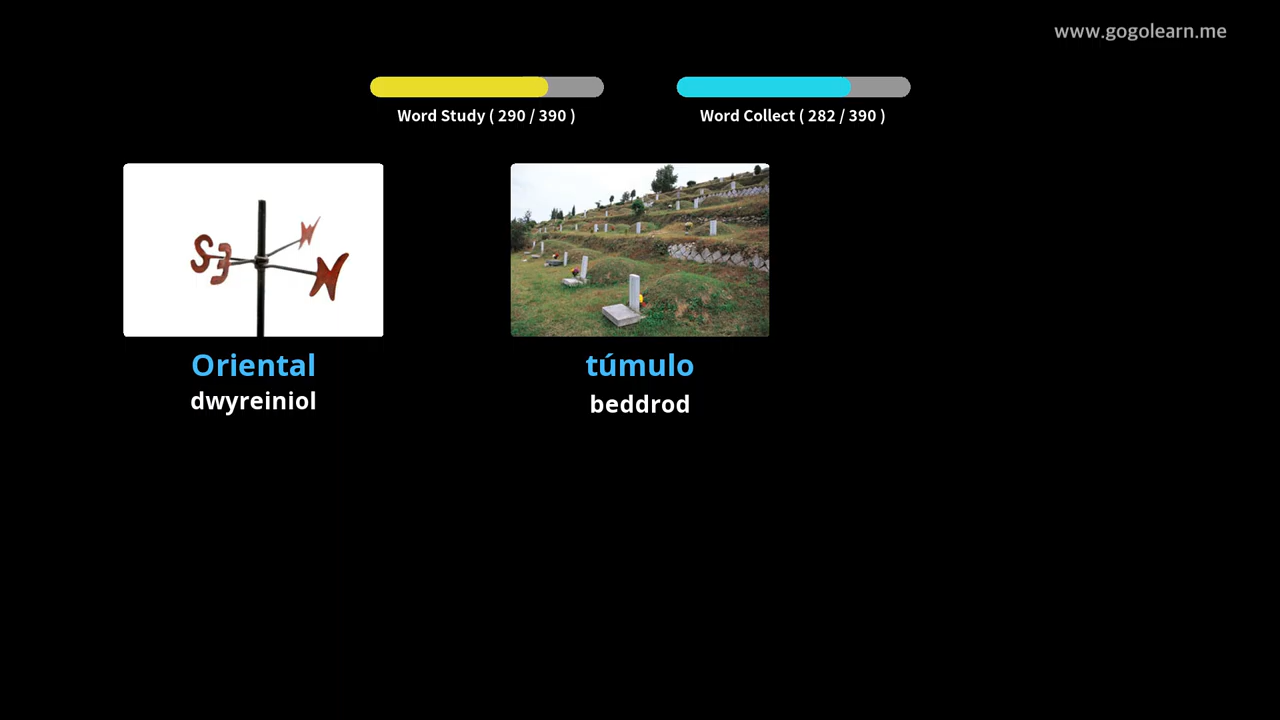 www.gogolearn.me
Word Study ( 290 / 390 )
Word Collect ( 282 / 390 )
S
E
N
Oriental
dwyreiniol
túmulo
beddrod